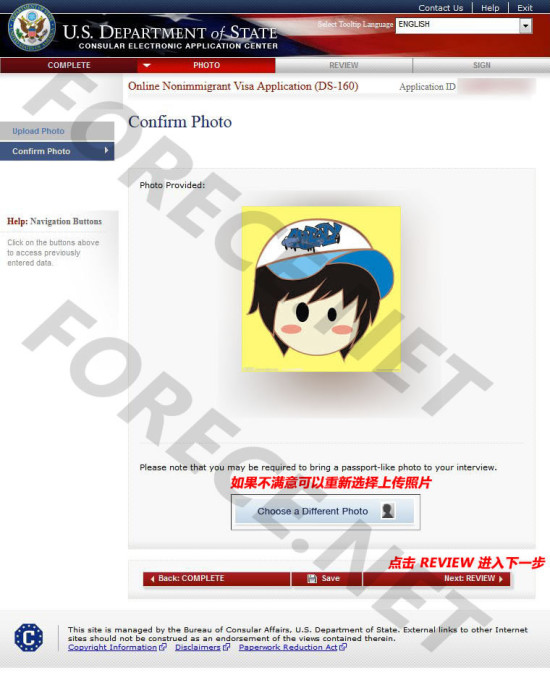 Contact Us | Help | Exit
U.S. DEPARTMENT of STATE
CONSULAR ELECTRONIC APPLICATION CENTER
Select Tooltip Language ENGLISH
COMPLETE PHOTO REVIEW SIGN
Online Nonimmigrant Visa Application (DS-160) Application ID
Confirm Photo
Upload Photo
Confirm Photo
Help: Navigation Buttons
Click on the buttons above
to access previously
entered data.
Photo Provided:
Please note that you may be required to bring a passport-like photo to your interview.
如果不满意可以重新选择上传照片
Choose a Different Photo
点击 REVIEW 进入下一步
Back: COMPLETE Save Next: REVIEW
This site is managed by the Bureau of Consular Affairs, U.S. Department of State. External links to other Internet
sites should not be construed as an endorsement of the views contained therein.
Copyright Information Disclaimers Paperwork Reduction Act
FORECE.NET
FORECE.NET